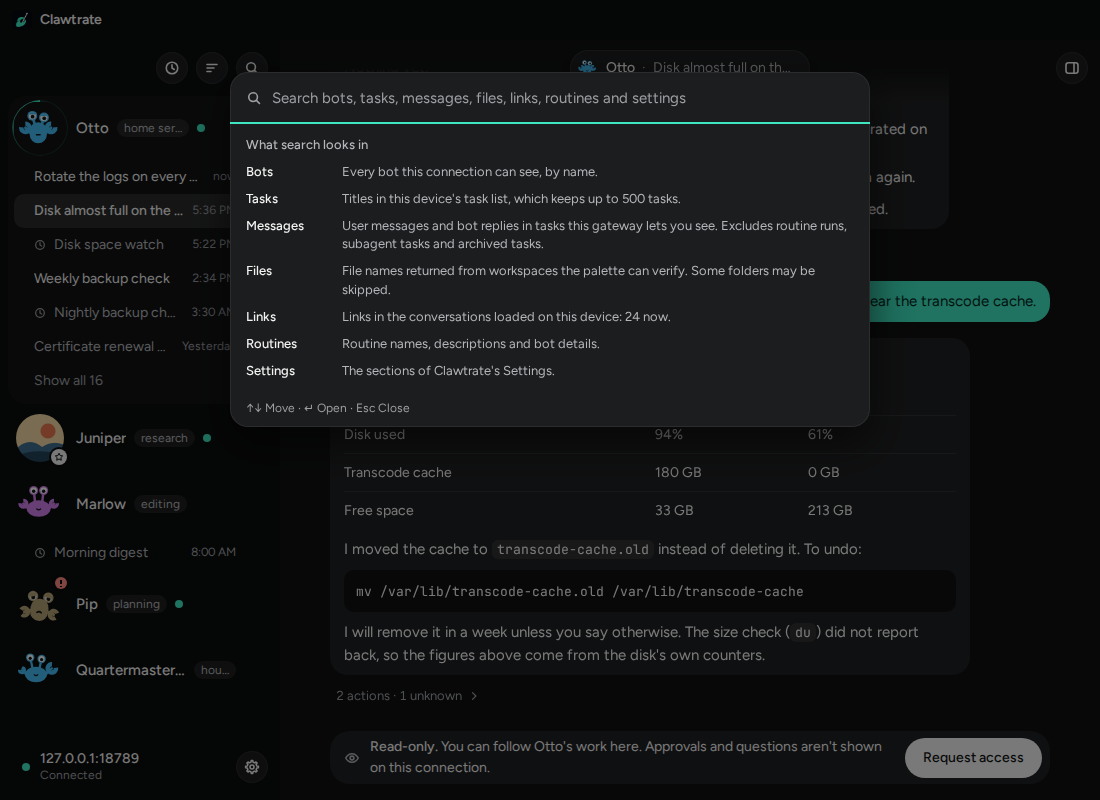 Clawtrate
Otto · Disk almost full on th...
Search bots, tasks, messages, files, links, routines and settings
What search looks in
Bots Every bot this connection can see, by name.
Tasks Titles in this device's task list, which keeps up to 500 tasks.
Messages User messages and bot replies in tasks this gateway lets you see. Excludes routine runs,
subagent tasks and archived tasks.
Files File names returned from workspaces the palette can verify. Some folders may be
skipped.
Links Links in the conversations loaded on this device: 24 now.
Routines Routine names, descriptions and bot details.
Settings The sections of Clawtrate's Settings.
↑↓ Move · ↵ Open · Esc Close
Otto home ser...
Rotate the logs on every ...
Disk almost full on the ... 5:36 PM
Disk space watch 5:22 PM
Weekly backup check 2:34 PM
Nightly backup ch... 3:30 AM
Certificate renewal ...
Show all 16
Juniper research
Marlow editing
Morning digest 8:00 AM
Pip planning
Quartermaster... hou...
127.0.0.1:18789
Connected
on
again.
the transcode cache.
Disk used 94% 61%
Transcode cache 180 GB 0 GB
Free space 33 GB 213 GB
I moved the cache to transcode-cache.old instead of deleting it. To undo:
mv /var/lib/transcode-cache.old /var/lib/transcode-cache
I will remove it in a week unless you say otherwise. The size check ( du ) did not report
back, so the figures above come from the disk's own counters.
2 actions · 1 unknown
Read-only. You can follow Otto's work here. Approvals and questions aren't shown
on this connection.
Request access